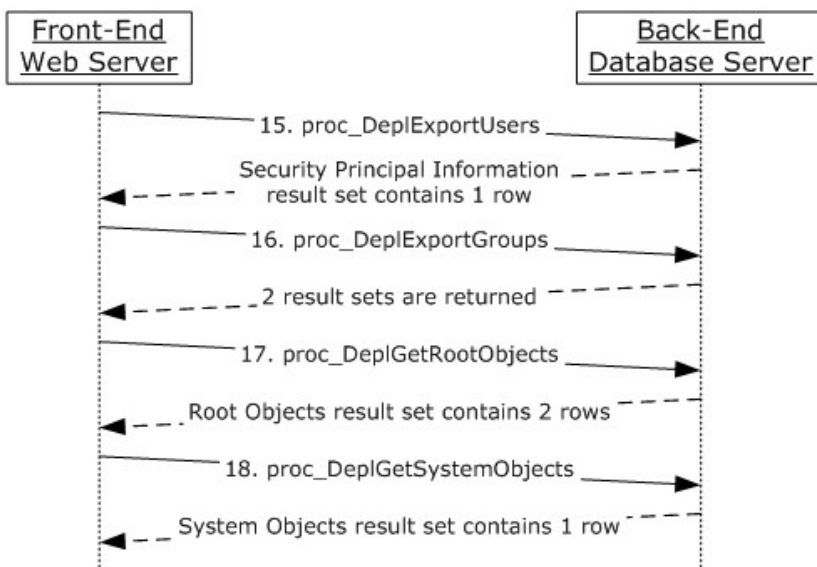 Front-End
Web Server
Back-End
Database Server
15. proc_DeplExportUsers
Security Principal Information
result set contains 1 row
16. proc_DeplExportGroups
2 result sets are returned
17. proc_DeplGetRootObjects
Root Objects result set contains 2 rows
18. proc_DeplGetSystemObjects
System Objects result set contains 1 row